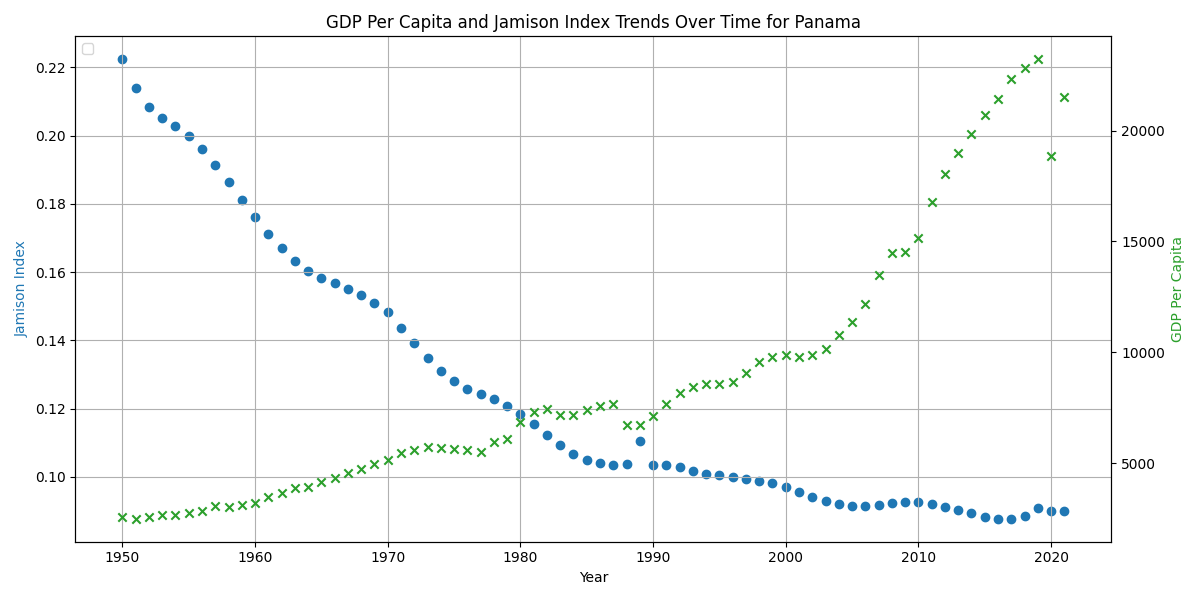 GDP Per Capita and Jamison Index Trends Over Time for Panama
0.22
0.20
0.18
0.16
0.14
0.12
0.10
Jamison Index
20000
15000
10000
5000
GDP Per Capita
1950 1960 1970 1980 1990 2000 2010 2020
Year